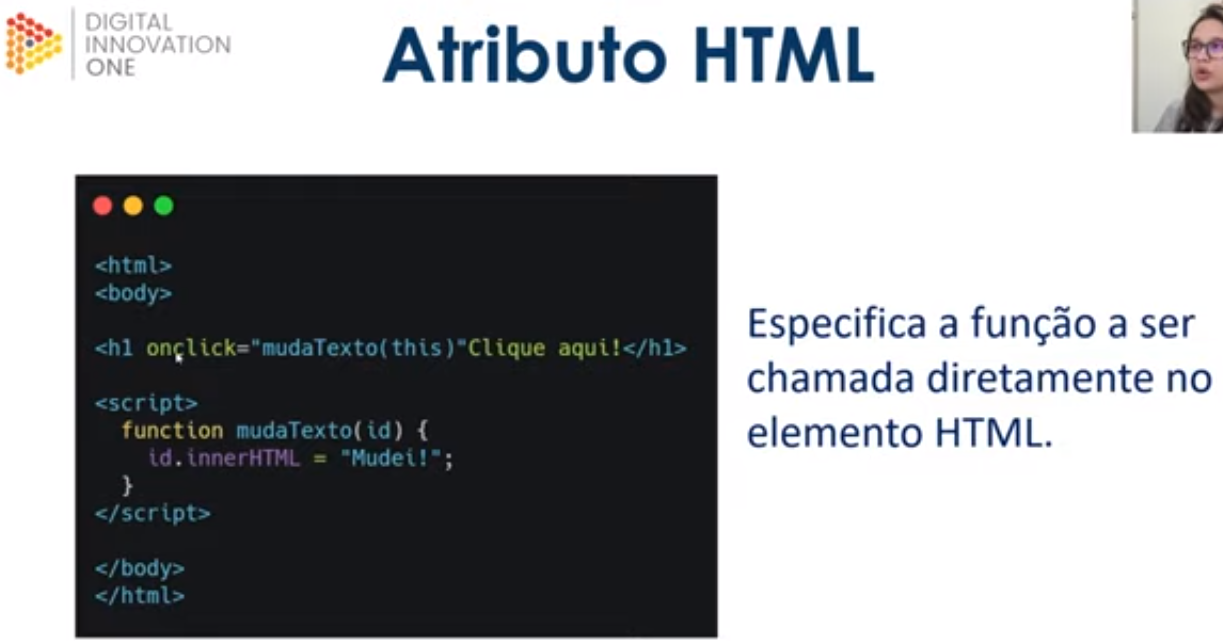 DIGITAL
INNOVATION
ONE
Atributo HTML
<html>
<body>
<h1 onclick="mudaTexto(this)"Clique aqui!</h1>
<script>
function mudaTexto(id) {
id.innerHTML = "Mudei!";
}
</script>
</body>
</html>
Especifica a função a ser
chamada diretamente no
elemento HTML.